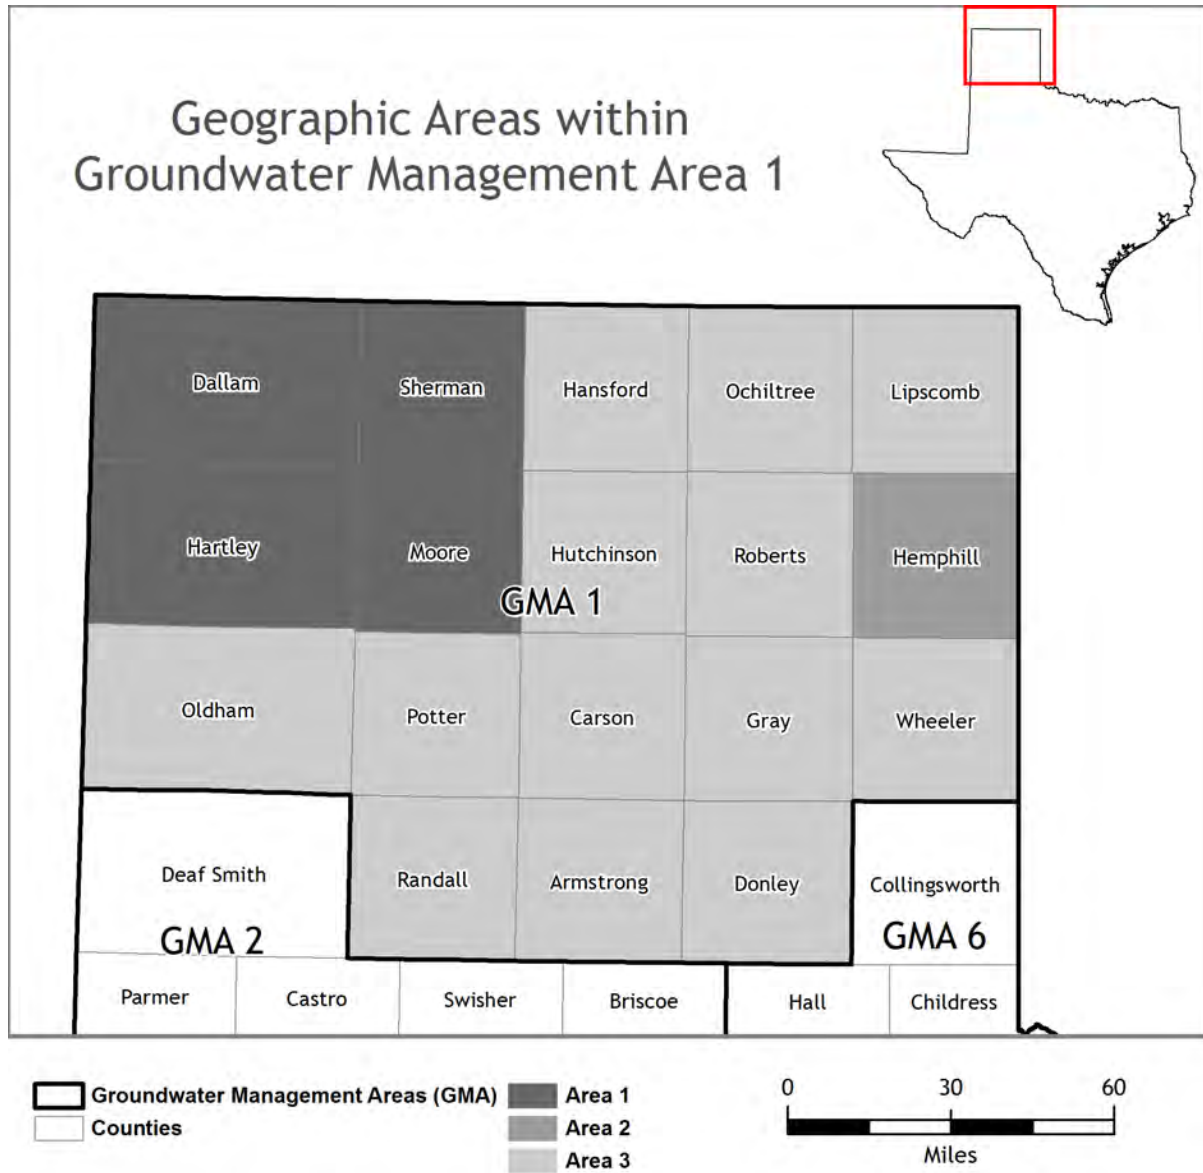 Geographic Areas within
Groundwater Management Area 1
Dallam
Sherman
Hansford
Ochiltree
Lipscomb
Hartley
Moore
Hutchinson
Roberts
Hemphill
GMA 1
Oldham
Potter
Carson
Gray
Wheeler
Deaf Smith
Randall
Armstrong
Donley
Collingsworth
GMA 2
GMA 6
Parmer
Castro
Swisher
Briscoe
Hall
Childress
Groundwater Management Areas (GMA)
Counties
Area 1
Area 2
Area 3
0 30 60
Miles